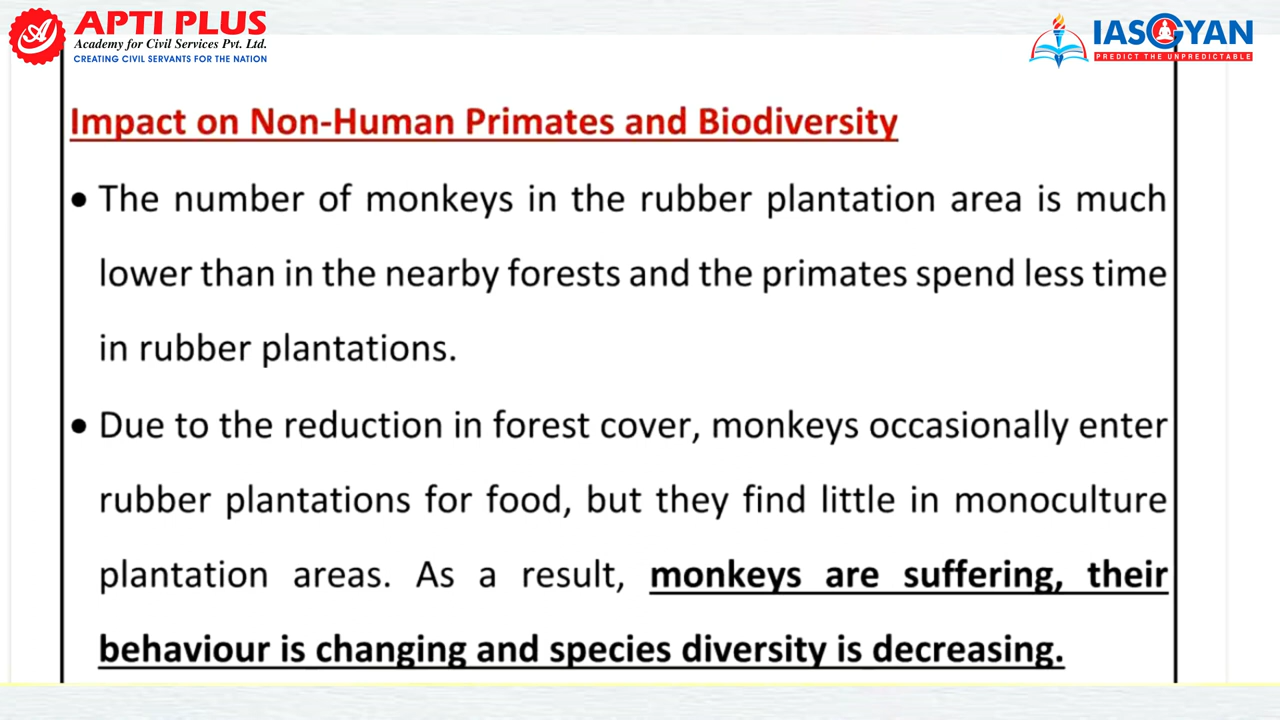 APTI PLUS
Academy for Civil Services Pvt. Ltd.
CREATING CIVIL SERVANTS FOR THE NATION
IASGYAN
PREDICT THE UNPREDICTABLE
Impact on Non-Human Primates and Biodiversity
• The number of monkeys in the rubber plantation area is much
lower than in the nearby forests and the primates spend less time
in rubber plantations.
• Due to the reduction in forest cover, monkeys occasionally enter
rubber plantations for food, but they find little in monoculture
plantation areas. As a result, monkeys are suffering, their
behaviour is changing and species diversity is decreasing.